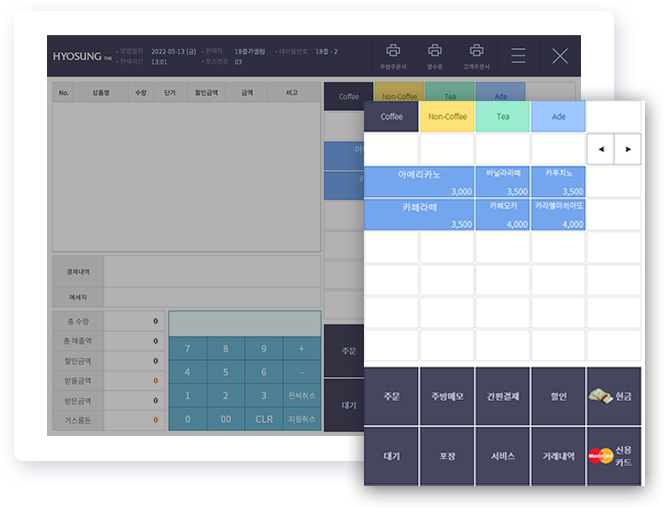 HYOSUNG TNS
• 영업일자 2022-05-13 (금) • 판매자 18층가맹점 • 테이블번호 18층 - 2
• 현재시간 13:01 • 포스번호 03
주방주문서 영수증 고객주문서
No. 상품명 수량 단가 할인금액 금액 비고
Coffee Non-Coffee Tea Ade
아
카
결제내역
메세지
총 수량 0
총 매출액 0
할인금액 0
받을금액 0
받은금액 0
거스름돈 0
7 8 9 +
4 5 6 -
1 2 3 전체취소
0 00 CLR 지정취소
주문
대기
Coffee Non-Coffee Tea Ade
◀ ▶
아메리카노 바닐라라떼 카푸치노
3,000 3,500 3,500
카페라떼 카페모카 카라멜마끼아또
3,500 4,000 4,000
주문 주방메모 간편결제 할인 현금
대기 포장 서비스 거래내역 MasterCard 신용
카드